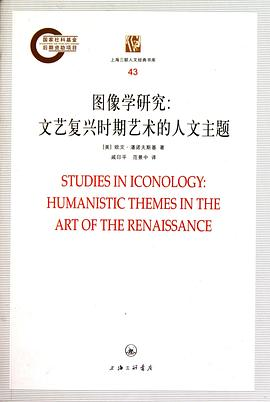 国家社科基金
后期资助项目
上海三联人文经典书库
43
图像学研究:
文艺复兴时期艺术的人文主题
[美] 欧文·潘诺夫斯基 著
戚印平 范景中 译
STUDIES IN ICONOLOGY:
HUMANISTIC THEMES IN THE
ART OF THE RENAISSANCE
上海三联书店